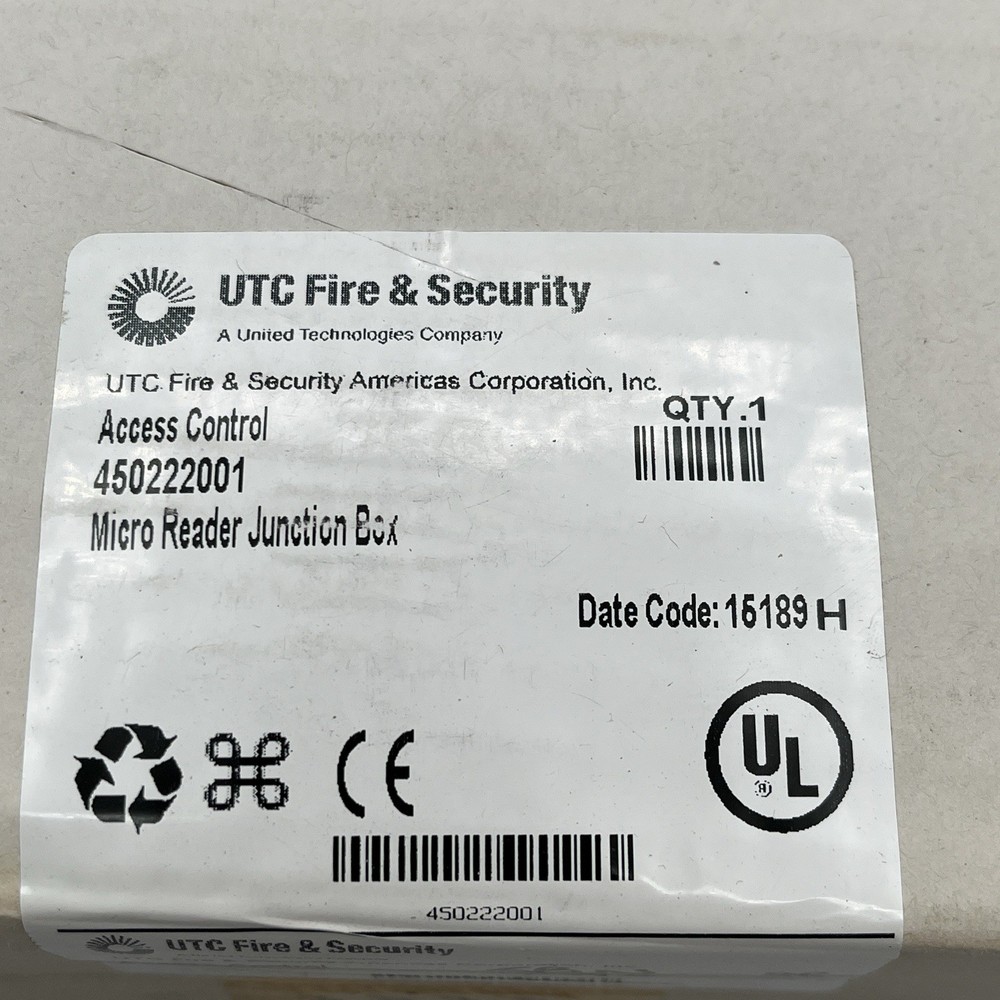 UTC Fire & Security
A United Technologies Company
UTC Fire & Security Americas Corporation, Inc.
QTY.1
Access Control
450222001
Micro Reader Junction Box
Date Code: 15189 H
CE
UL
®
450222001
UTC Fire & Security